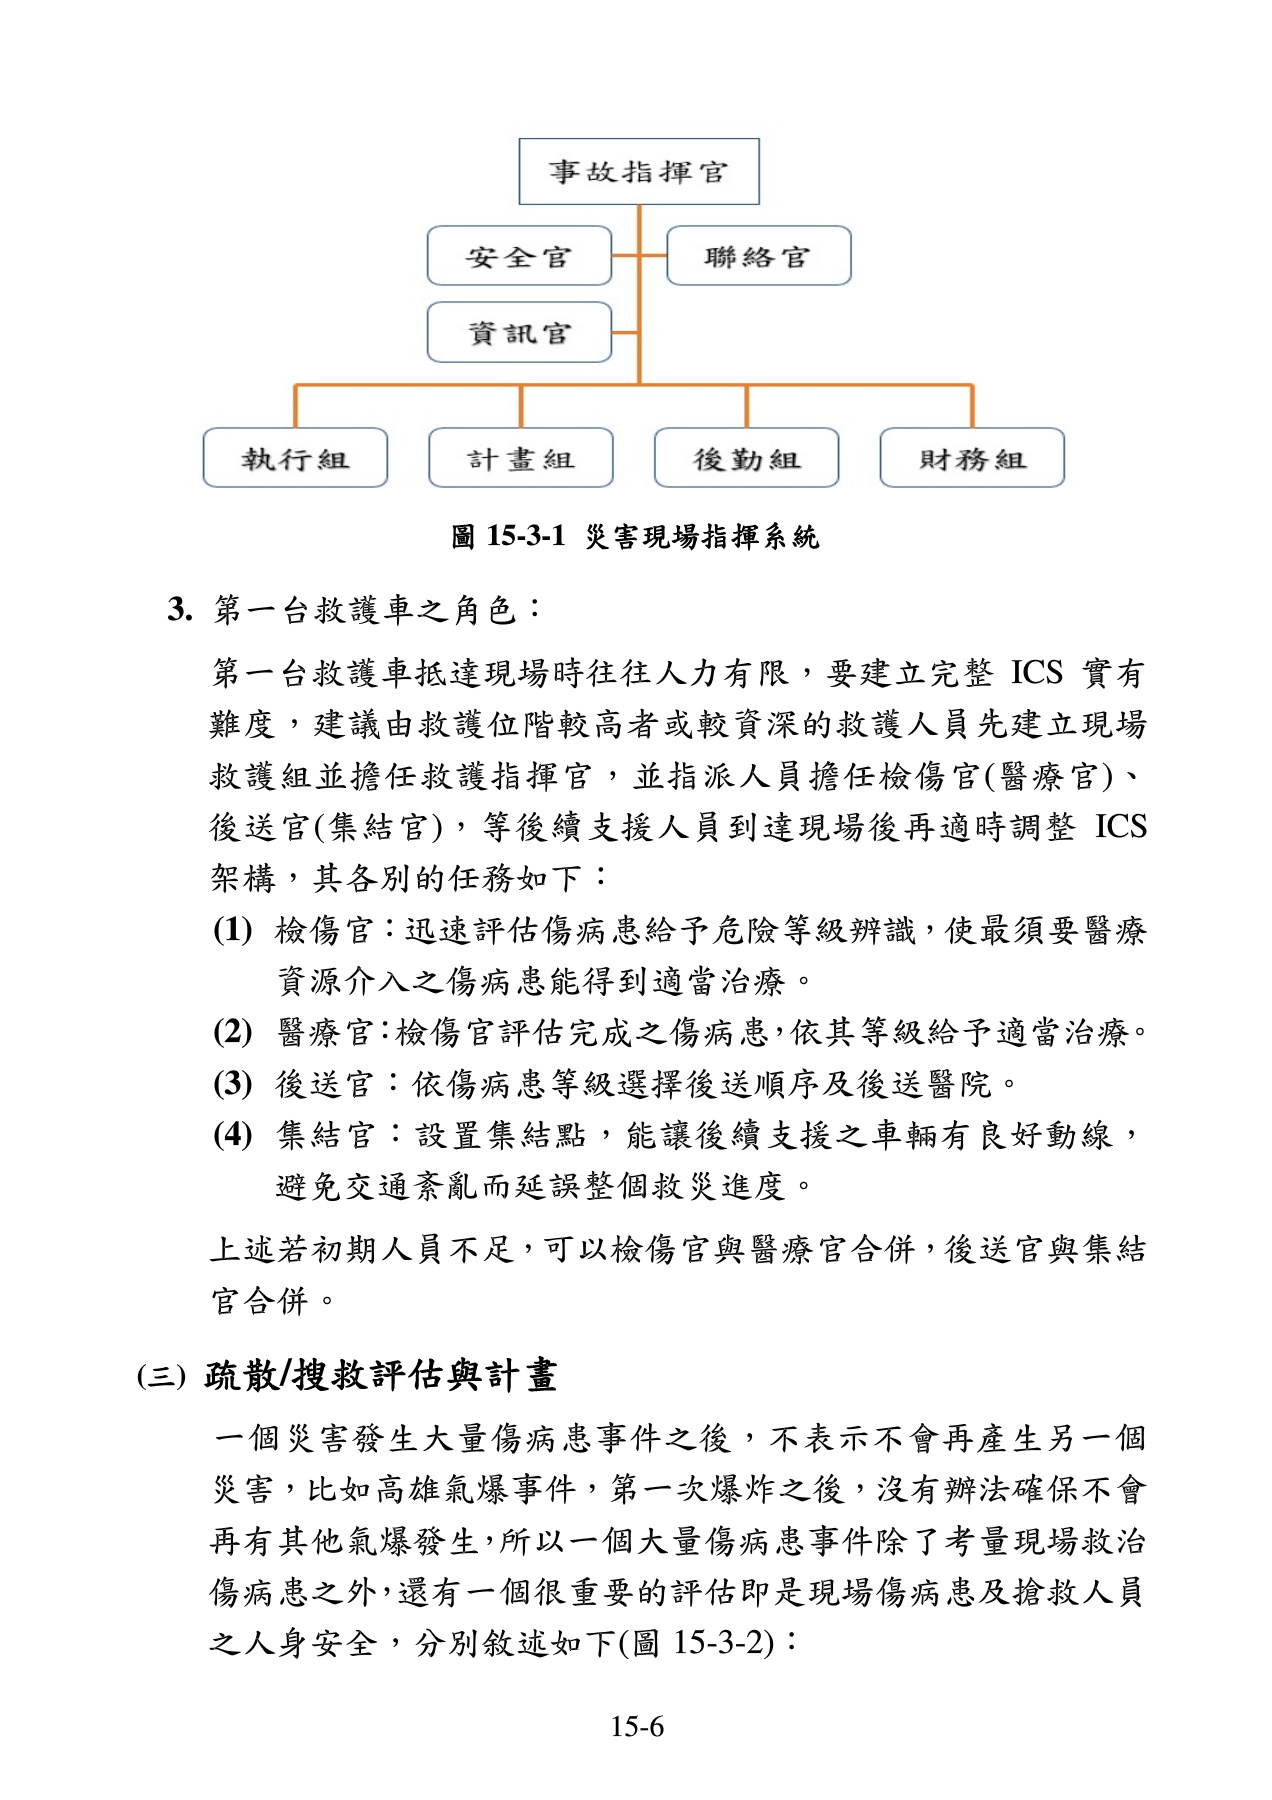 事故指揮官
安全官 聯絡官
資訊官
執行組 計畫組 後勤組 財務組
圖 15-3-1 災害現場指揮系統
3. 第一台救護車之角色：
第一台救護車抵達現場時往往人力有限，要建立完整 ICS 實有
難度，建議由救護位階較高者或較資深的救護人員先建立現場
救護組並擔任救護指揮官，並指派人員擔任檢傷官(醫療官)、
後送官(集結官)，等後續支援人員到達現場後再適時調整 ICS
架構，其各別的任務如下：
(1) 檢傷官：迅速評估傷病患給予危險等級辨識，使最須要醫療
資源介入之傷病患能得到適當治療。
(2) 醫療官：檢傷官評估完成之傷病患，依其等級給予適當治療。
(3) 後送官：依傷病患等級選擇後送順序及後送醫院。
(4) 集結官：設置集結點，能讓後續支援之車輛有良好動線，
避免交通紊亂而延誤整個救災進度。
上述若初期人員不足，可以檢傷官與醫療官合併，後送官與集結
官合併。
(三) 疏散/搜救評估與計畫
一個災害發生大量傷病患事件之後，不表示不會再產生另一個
災害，比如高雄氣爆事件，第一次爆炸之後，沒有辦法確保不會
再有其他氣爆發生，所以一個大量傷病患事件除了考量現場救治
傷病患之外，還有一個很重要的評估即是現場傷病患及搶救人員
之人身安全，分別敘述如下(圖 15-3-2)：
15-6